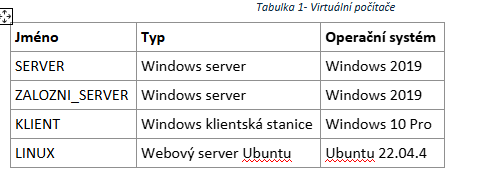 Tabulka 1- Virtuální počítače
Jméno Typ Operační systém
SERVER Windows server Windows 2019
ZALOZNI_SERVER Windows server Windows 2019
KLIENT Windows klientská stanice Windows 10 Pro
LINUX Webový server Ubuntu Ubuntu 22.04.4